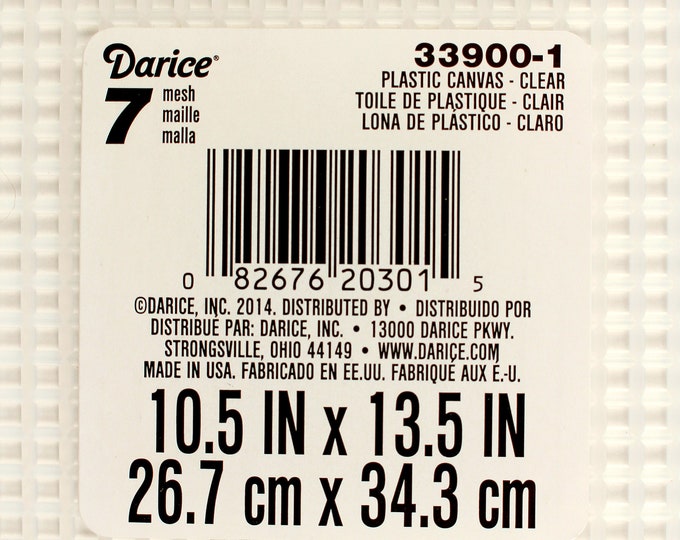 Darice®
33900-1
7 mesh
maille
malla
PLASTIC CANVAS - CLEAR
TOILE DE PLASTIQUE - CLAIR
LONA DE PLÁSTICO - CLARO
0 82676 20301 5
©DARICE, INC. 2014. DISTRIBUTED BY • DISTRIBUIDO POR
DISTRIBUÉ PAR: DARICE, INC. • 13000 DARICE PKWY.
STRONGSVILLE, OHIO 44149 • WWW.DARICE.COM
MADE IN USA. FABRICADO EN EE.UU. FABRIQUÉ AUX É.-U.
10.5 IN x 13.5 IN
26.7 cm x 34.3 cm